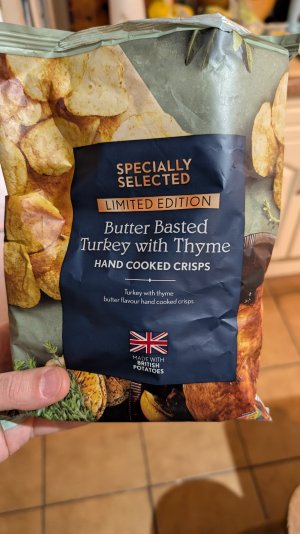 SPECIALLY
SELECTED
LIMITED EDITION
Butter Basted
Turkey with Thyme
HAND COOKED CRISPS
Turkey with thyme
butter flavour hand cooked crisps
MADE WITH
BRITISH
POTATOES